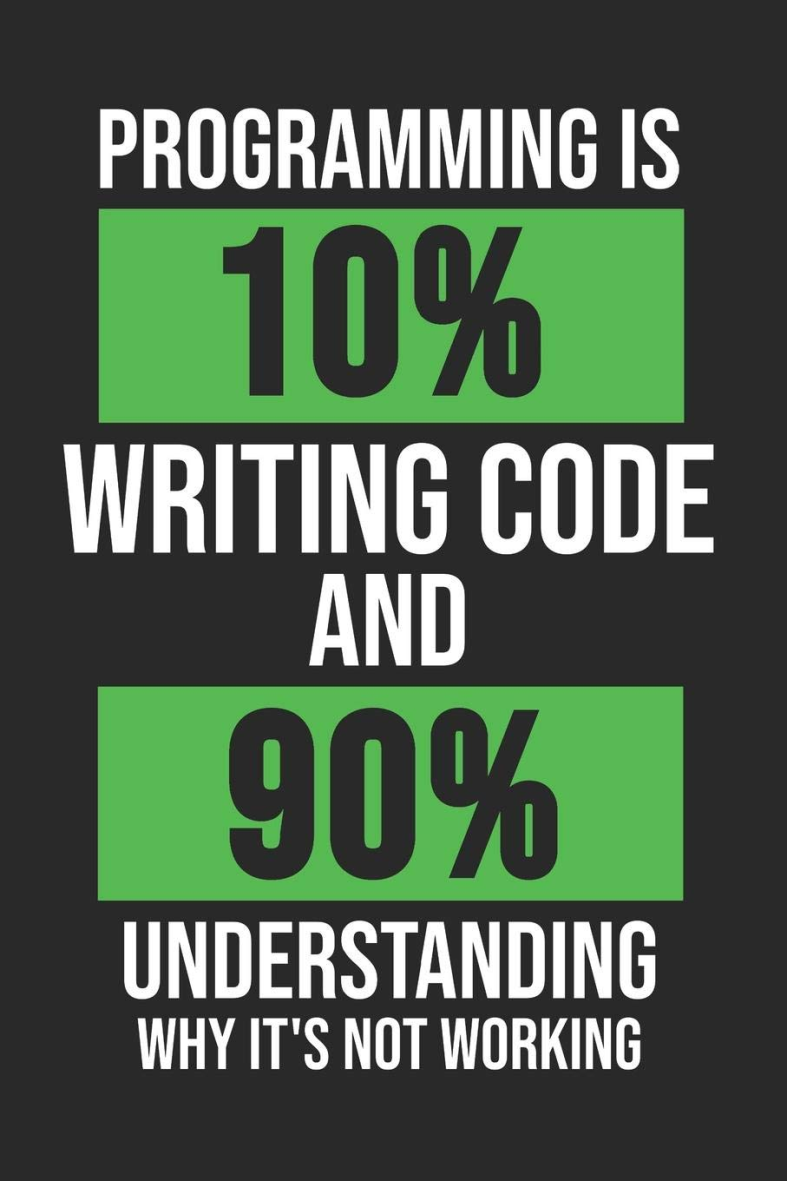 PROGRAMMING IS
10%
WRITING CODE
AND
90%
UNDERSTANDING
WHY IT'S NOT WORKING